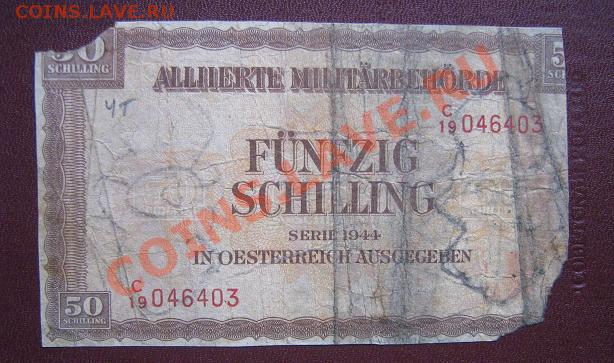 COINS.LAVE.RU
50
SCHILLING
ALLIIERTE MILITÄRBEHÖRDE
ЧТ
C
19 046403
FÜNFZIG
SCHILLING
SERIE 1944
IN OESTERREICH AUSGEGEBEN
C
19 046403
50
SCHILLING
COINS.LAVE.RU